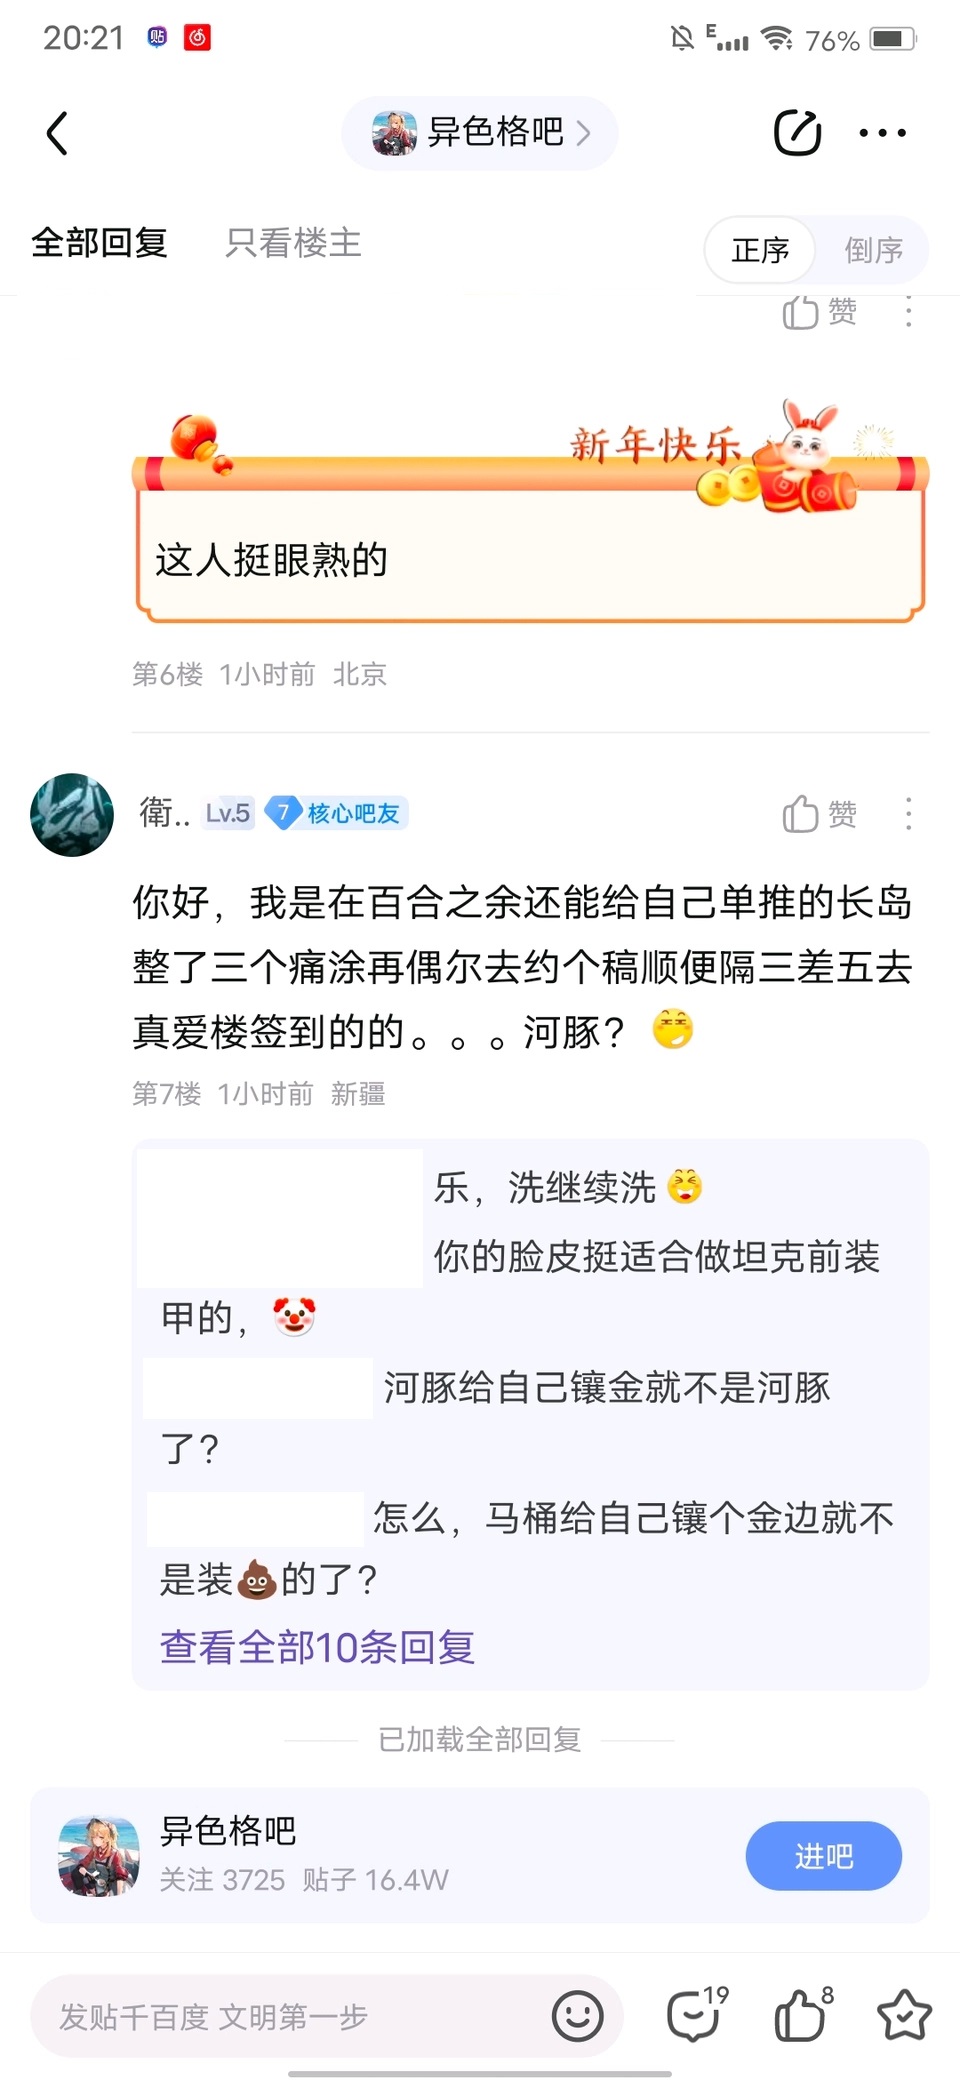 20:21
贴
E
76%
异色格吧
全部回复
只看楼主
正序
倒序
赞
新年快乐
这人挺眼熟的
第6楼 1小时前 北京
衛.. Lv.5 7 核心吧友
赞
你好，我是在百合之余还能给自己单推的长岛
整了三个痛涂再偶尔去约个稿顺便隔三差五去
真爱楼签到的的。。。河豚？
第7楼 1小时前 新疆
乐，洗继续洗
你的脸皮挺适合做坦克前装
甲的，
河豚给自己镶金就不是河豚
了？
怎么，马桶给自己镶个金边就不
是装💩的了？
查看全部10条回复
已加载全部回复
异色格吧
关注 3725 贴子 16.4W
进吧
发贴千百度 文明第一步
19
8